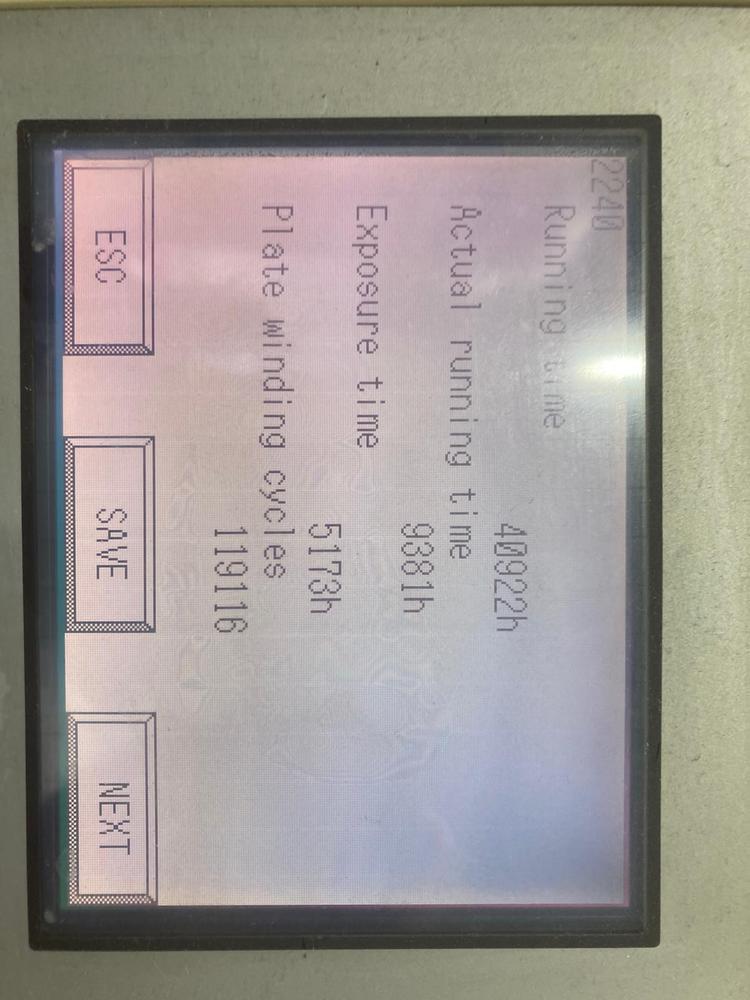 2240
Running time
40922h
Actual running time
9381h
Exposure time
5173h
Plate winding cycles
119116
ESC
SAVE
NEXT